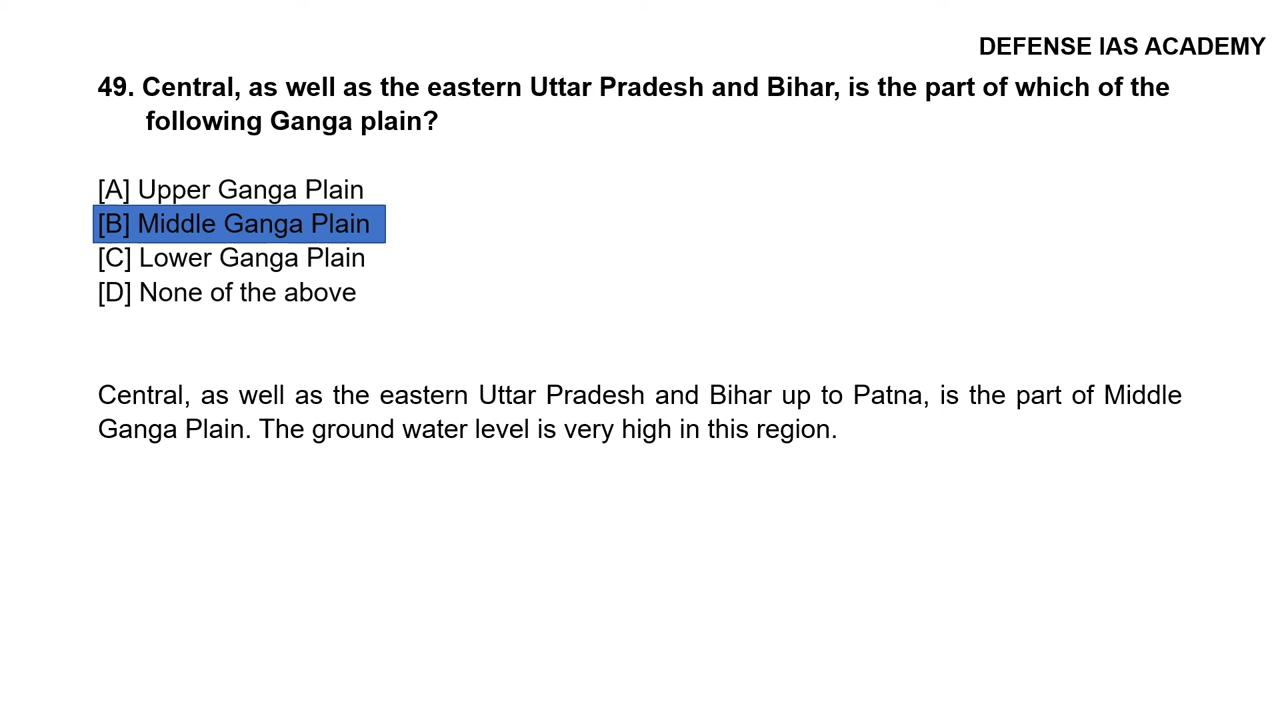 DEFENSE IAS ACADEMY
49. Central, as well as the eastern Uttar Pradesh and Bihar, is the part of which of the
following Ganga plain?
[A] Upper Ganga Plain
[B] Middle Ganga Plain
[C] Lower Ganga Plain
[D] None of the above
Central, as well as the eastern Uttar Pradesh and Bihar up to Patna, is the part of Middle
Ganga Plain. The ground water level is very high in this region.